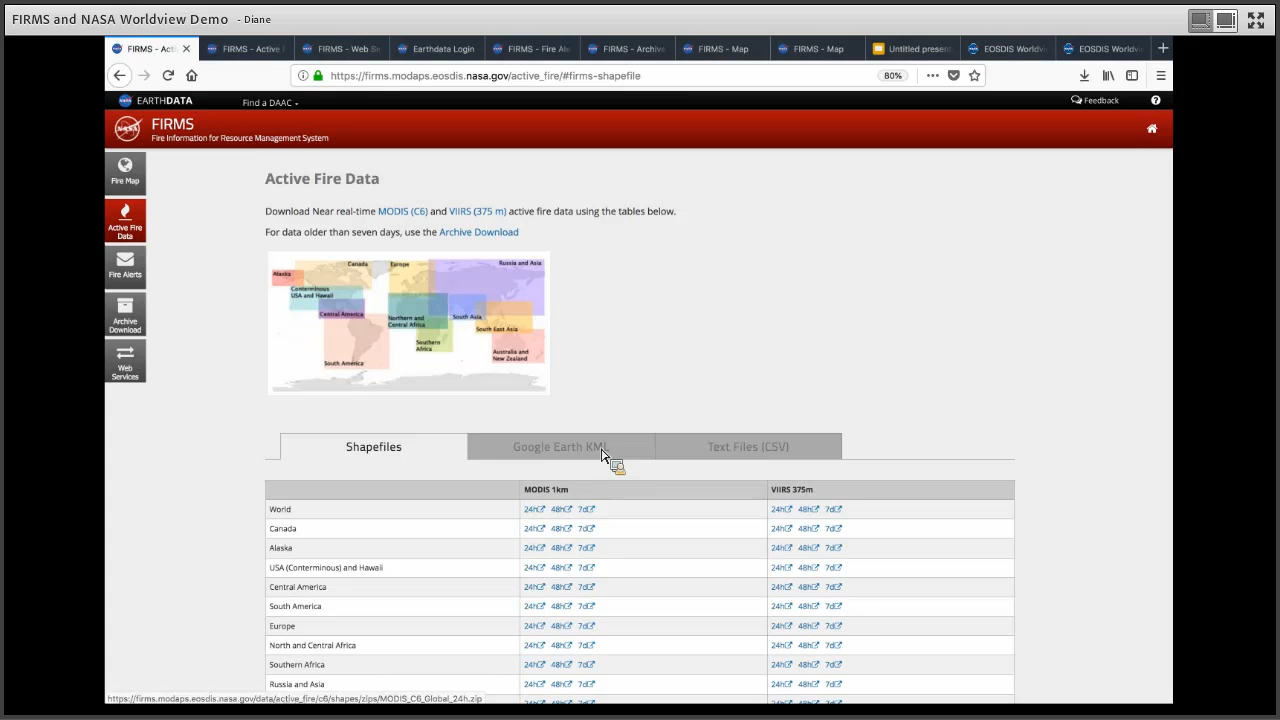 FIRMS and NASA Worldview Demo - Diane
FIRMS - Acti
FIRMS - Active F
FIRMS - Web Se
Earthdata Login
FIRMS - Fire Ale
FIRMS - Archive
FIRMS - Map
FIRMS - Map
Untitled present
EOSDIS Worldvi
EOSDIS Worldvi
https://firms.modaps.eosdis.nasa.gov/active_fire/#firms-shapefile
80%
EARTHDATA
Find a DAAC
Feedback
NASA
FIRMS
Fire Information for Resource Management System
Fire Map
Active Fire
Data
Fire Alerts
Archive
Download
Web
Services
Active Fire Data
Download Near real-time MODIS (C6) and VIIRS (375 m) active fire data using the tables below.
For data older than seven days, use the Archive Download
Canada
Europe
Russia and Asia
Alaska
Conterminous
USA and Hawaii
Central America
Northern and
Central Africa
South Asia
South East Asia
Southern
Africa
Australia and
New Zealand
South America
Shapefiles
Google Earth KML
Text Files (CSV)
MODIS 1km VIIRS 375m
World 24h 48h 7d 24h 48h 7d
Canada 24h 48h 7d 24h 48h 7d
Alaska 24h 48h 7d 24h 48h 7d
USA (Conterminous) and Hawaii 24h 48h 7d 24h 48h 7d
Central America 24h 48h 7d 24h 48h 7d
South America 24h 48h 7d 24h 48h 7d
Europe 24h 48h 7d 24h 48h 7d
North and Central Africa 24h 48h 7d 24h 48h 7d
Southern Africa 24h 48h 7d 24h 48h 7d
Russia and Asia 24h 48h 7d 24h 48h 7d
https://firms.modaps.eosdis.nasa.gov/data/active_fire/c6/shapes/zips/MODIS_C6_Global_24h.zip